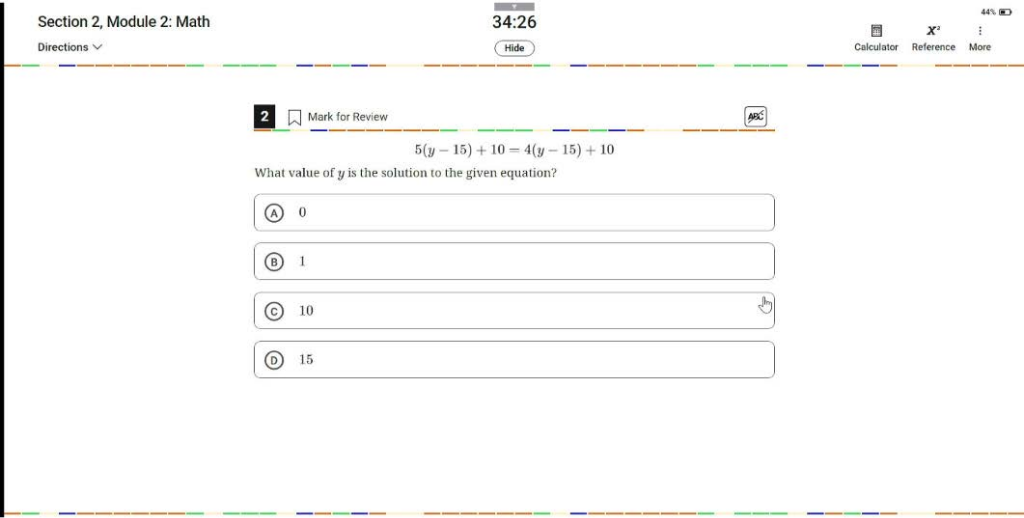 44%
Section 2, Module 2: Math
34:26
Directions
Hide
Calculator
X²
Reference
More
2
Mark for Review
ABC
5(y – 15) + 10 = 4(y – 15) + 10
What value of y is the solution to the given equation?
A 0
B 1
C 10
D 15